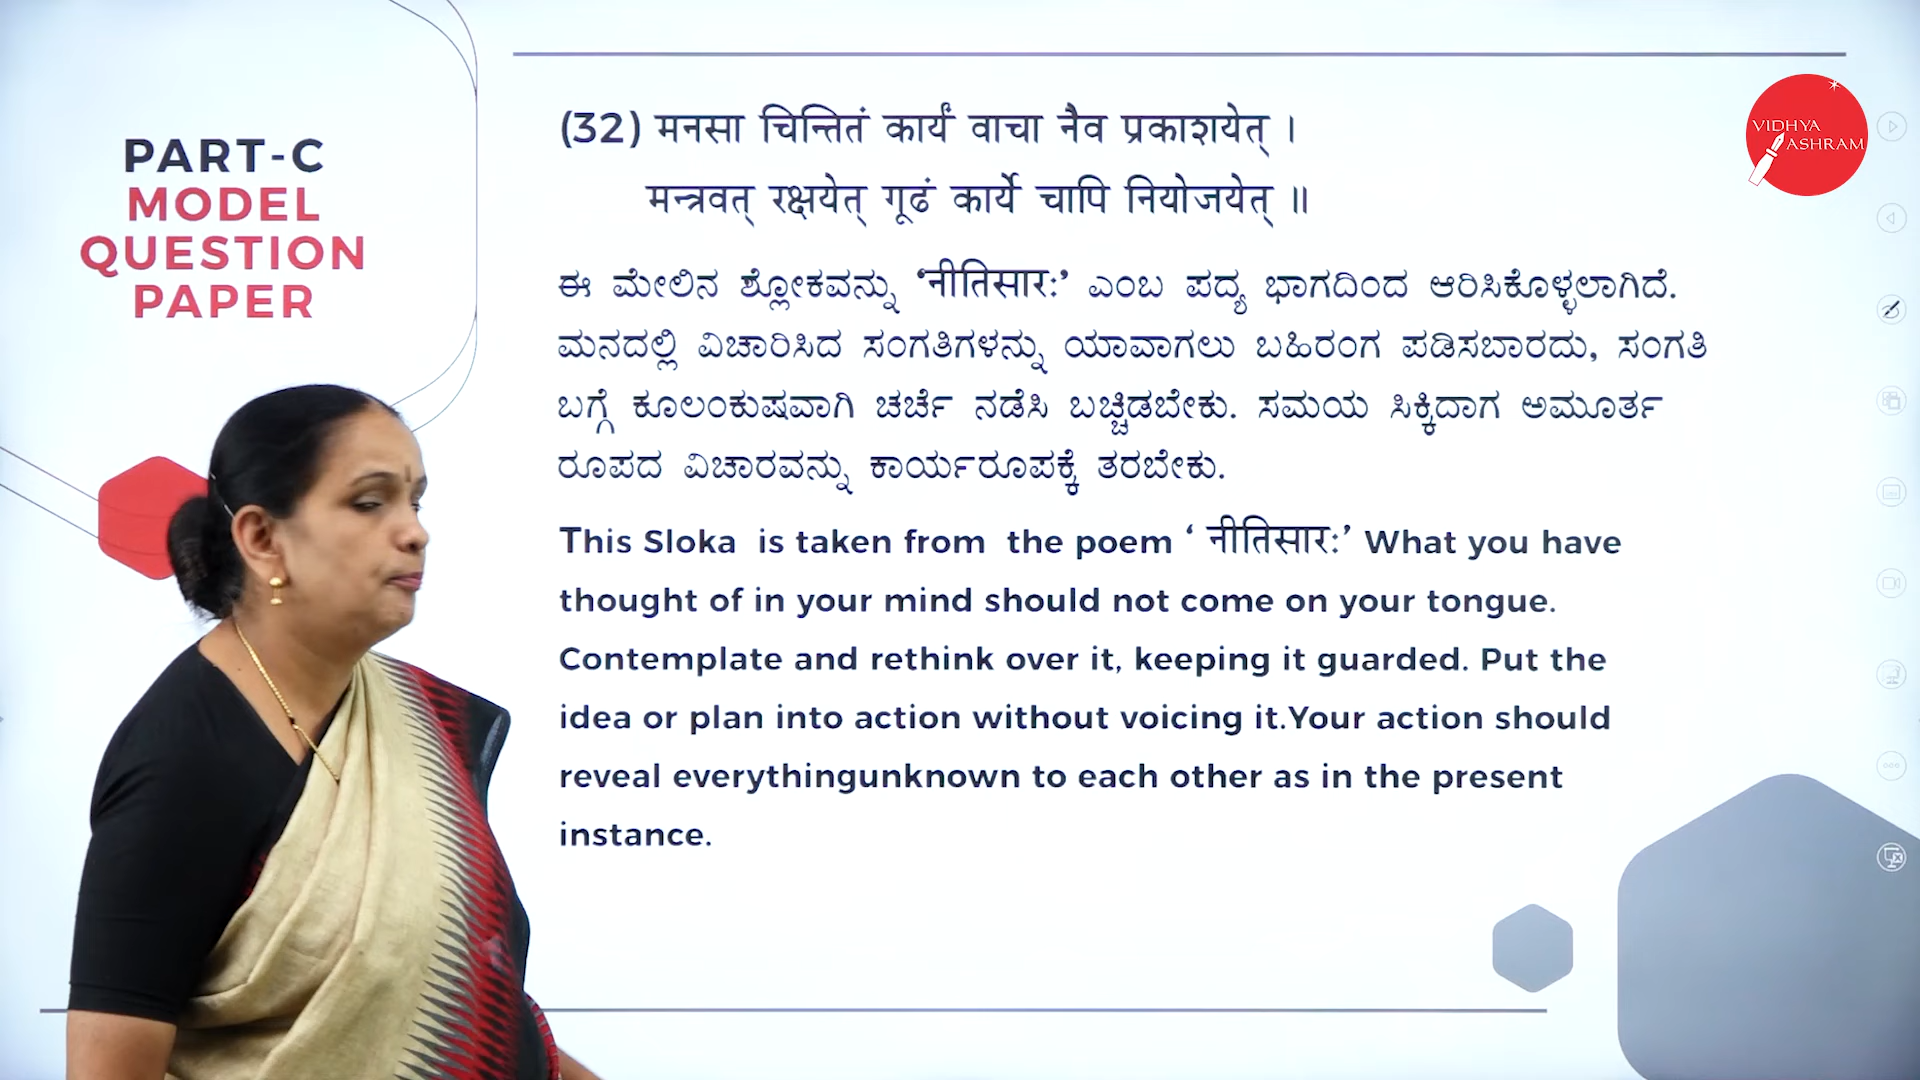 PART-C
MODEL
QUESTION
PAPER
(32) मनसा चिन्तितं कार्यं वाचा नैव प्रकाशयेत् ।
मन्त्रवत् रक्षयेत् गूढं कार्ये चापि नियोजयेत् ॥
ಈ ಮೇಲಿನ ಶ್ಲೋಕವನ್ನು ‘नीतिसारः’ ಎಂಬ ಪದ್ಯ ಭಾಗದಿಂದ ಆರಿಸಿಕೊಳ್ಳಲಾಗಿದೆ.
ಮನದಲ್ಲಿ ವಿಚಾರಿಸಿದ ಸಂಗತಿಗಳನ್ನು ಯಾವಾಗಲು ಬಹಿರಂಗ ಪಡಿಸಬಾರದು, ಸಂಗತಿ
ಬಗ್ಗೆ ಕೂಲಂಕುಷವಾಗಿ ಚರ್ಚೆ ನಡೆಸಿ ಬಚ್ಚಿಡಬೇಕು. ಸಮಯ ಸಿಕ್ಕಿದಾಗ ಅಮೂರ್ತ
ರೂಪದ ವಿಚಾರವನ್ನು ಕಾರ್ಯರೂಪಕ್ಕೆ ತರಬೇಕು.
This Sloka is taken from the poem ‘ नीतिसारः’ What you have
thought of in your mind should not come on your tongue.
Contemplate and rethink over it, keeping it guarded. Put the
idea or plan into action without voicing it.Your action should
reveal everythingunknown to each other as in the present
instance.
VIDHYA
ASHRAM